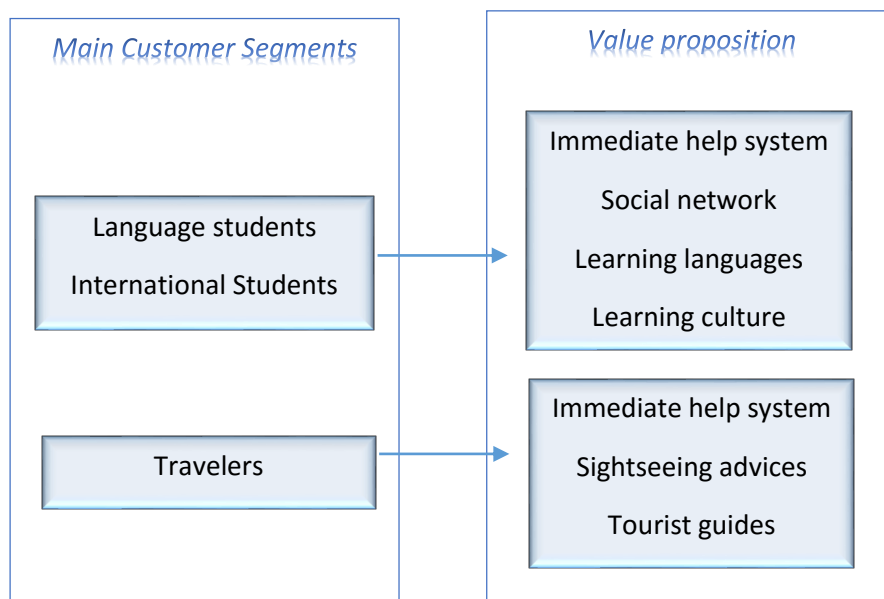 Main Customer Segments
Language students
International Students
Travelers
Value proposition
Immediate help system
Social network
Learning languages
Learning culture
Immediate help system
Sightseeing advices
Tourist guides